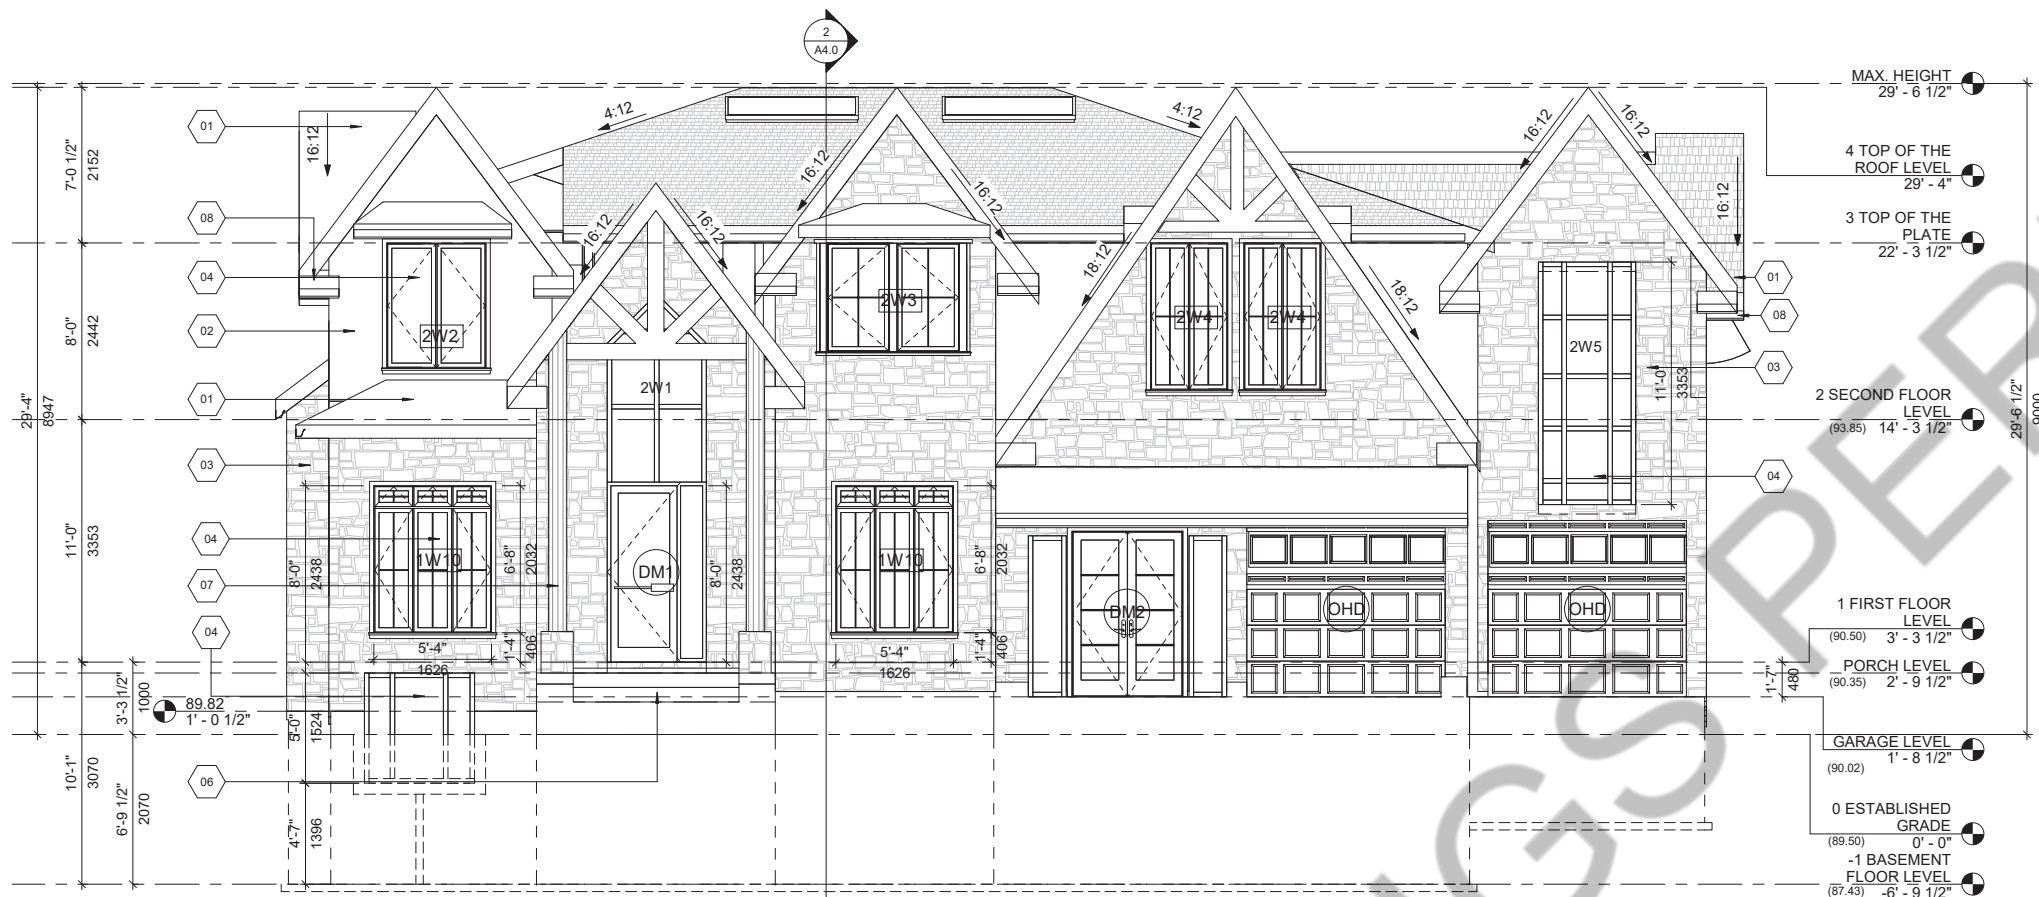 2
A4.0
MAX. HEIGHT
29' - 6 1/2"
4 TOP OF THE
ROOF LEVEL
29' - 4"
3 TOP OF THE
PLATE
22' - 3 1/2"
2 SECOND FLOOR
LEVEL
(93.85) 14' - 3 1/2"
1 FIRST FLOOR
LEVEL
(90.50) 3' - 3 1/2"
PORCH LEVEL
(90.35) 2' - 9 1/2"
GARAGE LEVEL
(90.02) 1' - 8 1/2"
0 ESTABLISHED
GRADE
(89.50) 0' - 0"
-1 BASEMENT
FLOOR LEVEL
(87.43) -6' - 9 1/2"
29'-6 1/2"
9000
29'-4"
8947
7'-0 1/2"
2152
8'-0"
2442
11'-0"
3353
10'-1"
3070
3'-3 1/2"
1000
6'-9 1/2"
2070
89.82
1' - 0 1/2"
5'-0"
1524
4'-7"
1396
01
08
04
02
01
03
04
07
04
06
01
08
03
04
16:12
4:12
16:12
16:12
16:12
16:12
4:12
18:12
18:12
16:12
16:12
16:12
2W2
2W1
2W3
2W4
2W4
2W5
11'-0"
3353
1W10
1W10
DM1
DM2
OHD
OHD
8'-0"
2438
6'-8"
2032
1'-4"
406
5'-4"
1626
8'-0"
2438
6'-8"
2032
1'-4"
406
5'-4"
1626
1'-7"
480
GS PER